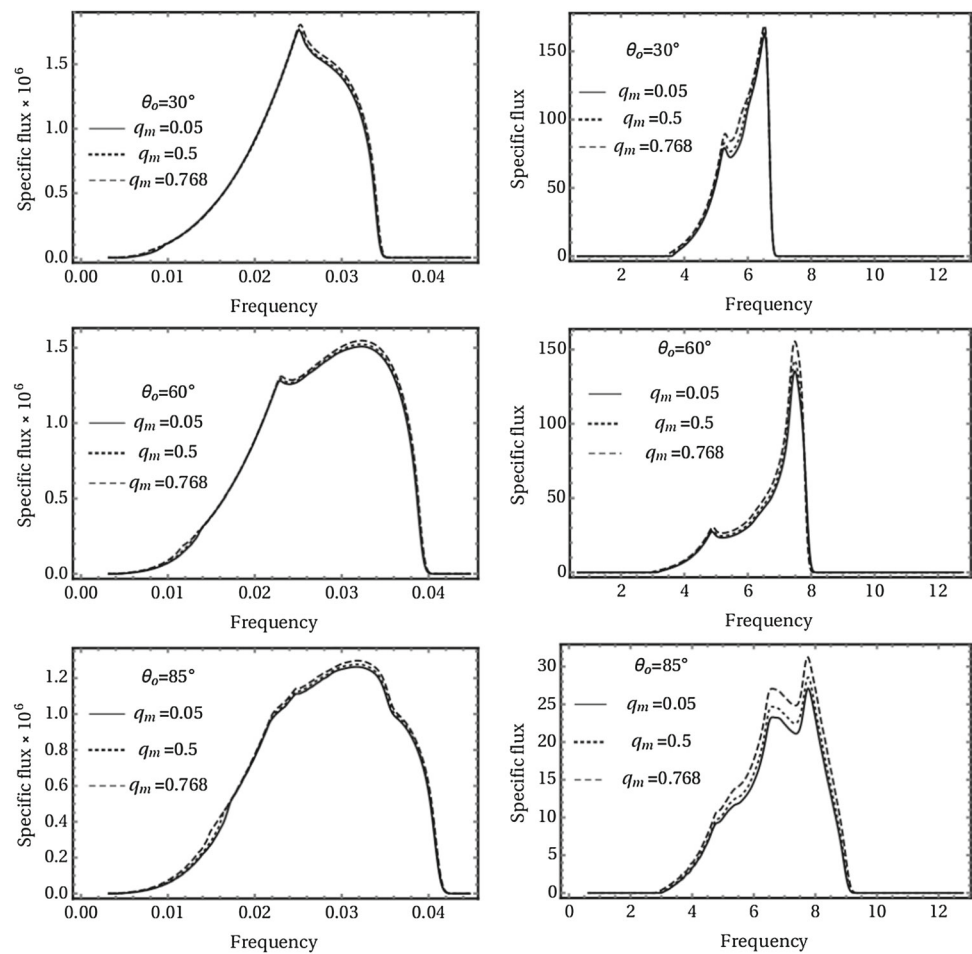 Specific flux × 10⁶
1.5
1.0
0.5
0.0
θₒ=30°
qₘ=0.05
qₘ=0.5
qₘ=0.768
0.00 0.01 0.02 0.03 0.04
Frequency
Specific flux
150
100
50
0
θₒ=30°
qₘ=0.05
qₘ=0.5
qₘ=0.768
2 4 6 8 10 12
Frequency
Specific flux × 10⁶
1.5
1.0
0.5
0.0
θₒ=60°
qₘ=0.05
qₘ=0.5
qₘ=0.768
0.00 0.01 0.02 0.03 0.04
Frequency
Specific flux
150
100
50
0
θₒ=60°
qₘ=0.05
qₘ=0.5
qₘ=0.768
2 4 6 8 10 12
Frequency
Specific flux × 10⁶
1.2
1.0
0.8
0.6
0.4
0.2
0.0
θₒ=85°
qₘ=0.05
qₘ=0.5
qₘ=0.768
0.00 0.01 0.02 0.03 0.04
Frequency
Specific flux
30
25
20
15
10
5
0
θₒ=85°
qₘ=0.05
qₘ=0.5
qₘ=0.768
0 2 4 6 8 10 12
Frequency